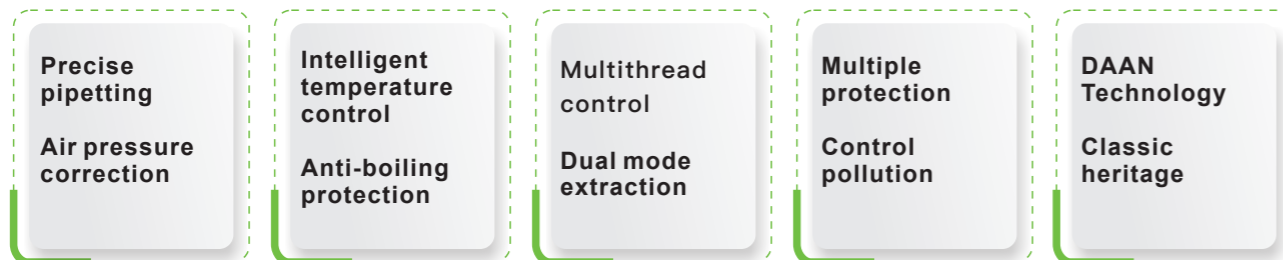 Precise
pipetting
Air pressure
correction
Intelligent
temperature
control
Anti-boiling
protection
Multithread
control
Dual mode
extraction
Multiple
protection
Control
pollution
DAAN
Technology
Classic
heritage